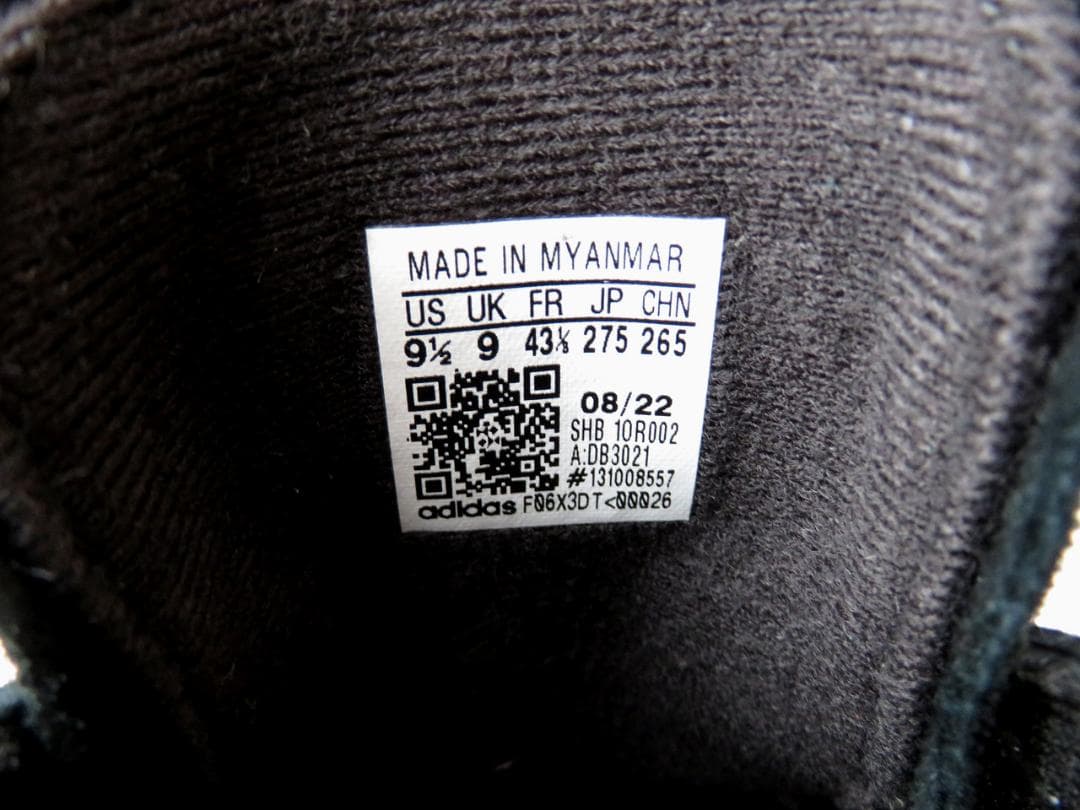 MADE IN MYANMAR
US UK FR JP CHN
9½ 9 43⅓ 275 265
08/22
SHB 10R002
A:DB3021
#131008557
adidas F06X3DT<00026